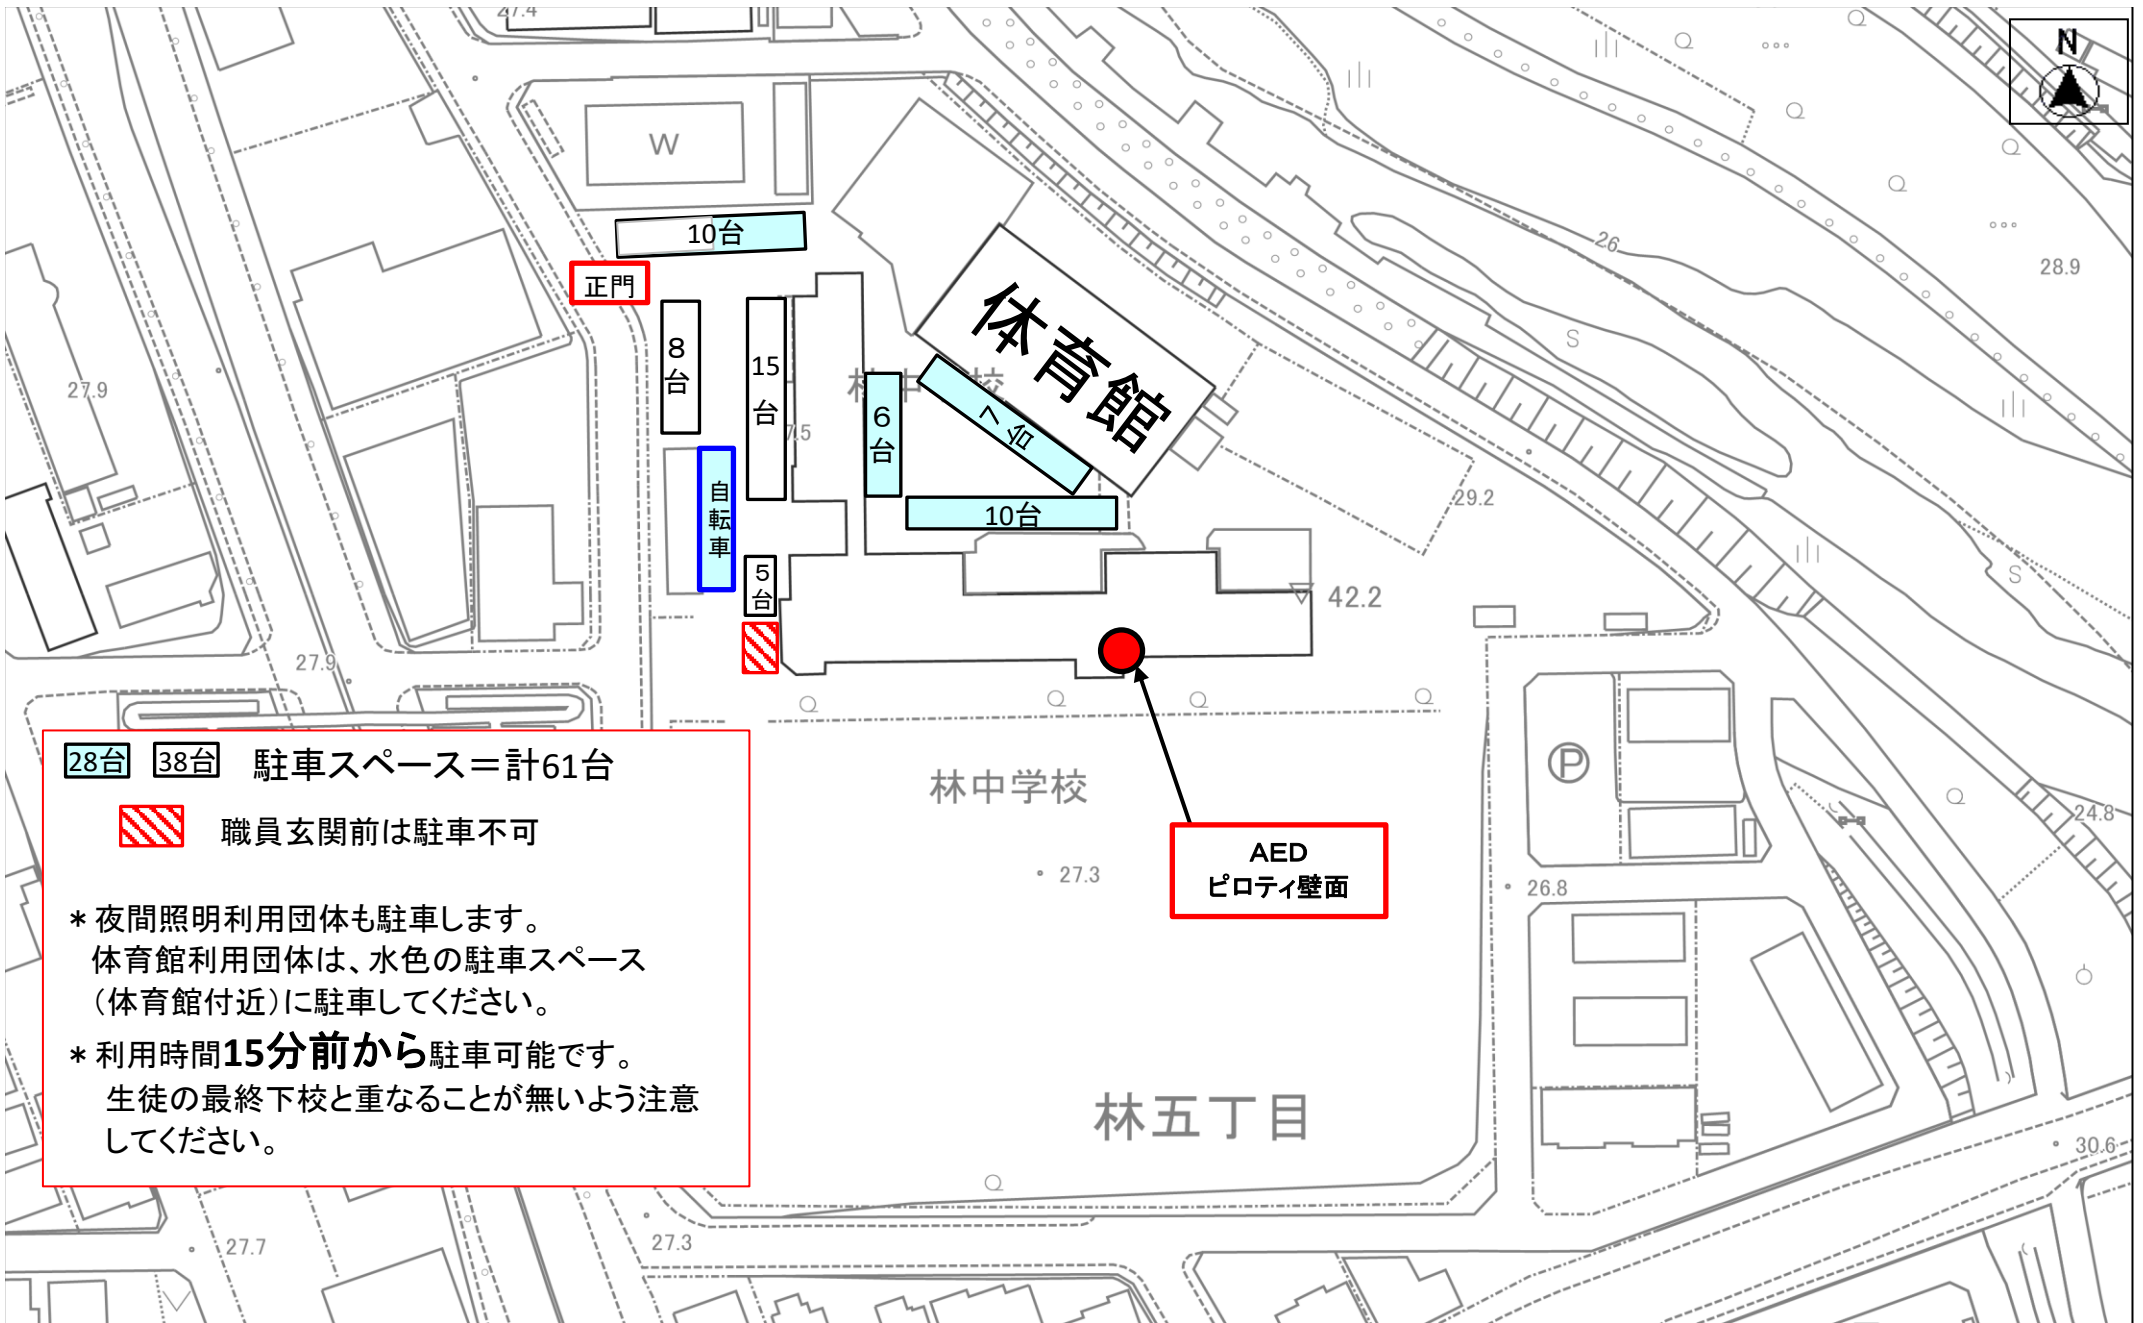 27.4
N
W
10台
26
28.9
正門
体育館
8
台
15
台
27.9
6
台
7台
S
自
転
車
10台
29.2
S
5
台
42.2
27.9
28台 38台 駐車スペース＝計61台
林中学校
P
職員玄関前は駐車不可
24.8
AED
ピロティ壁面
27.3
26.8
＊夜間照明利用団体も駐車します。
体育館利用団体は、水色の駐車スペース
（体育館付近）に駐車してください。
＊利用時間15分前から駐車可能です。
生徒の最終下校と重なることが無いよう注意
してください。
林五丁目
30.6
27.7
27.3